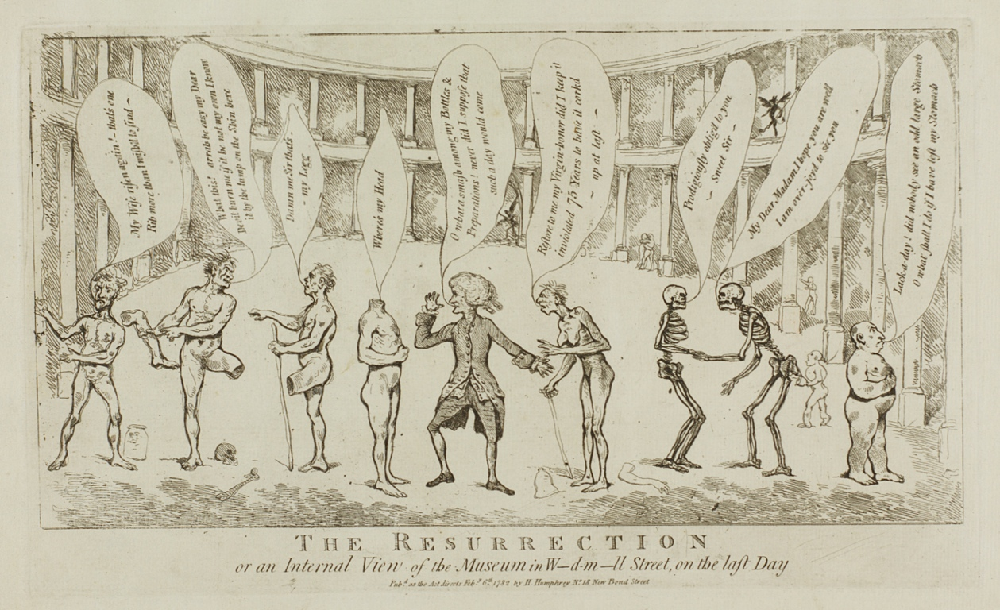 My Wife risen again! – thats one
Rib more than I wish'd to find –
What this! arrah be easy my Dear
Devil burn me if it be not my own I know
it by the lump on the Shin here
Damn me Sir thats
– my Legg –
Where's my Head
O what a smash among my Bottles &
Preparations! never did I suppose that
such a day would come
Restore to me my Virgin-honor did I keep it
inviolated 75 Years to have it corkd
– up at last –
Prodigously oblig'd to you
– Sweet Sir –
My Dear Madam I hope you are well
I am over-joyd to see you
Lack-a-day! did nobody see an old large Stomach
O what shall I do if I have lost my Stomach
THE RESURRECTION
or an Internal View of the Museum in W–d-m–ll Street, on the last Day
Pub.d as the Act directs Feb.y 6th 1782 by H Humphrey No. 18 New Bond Street